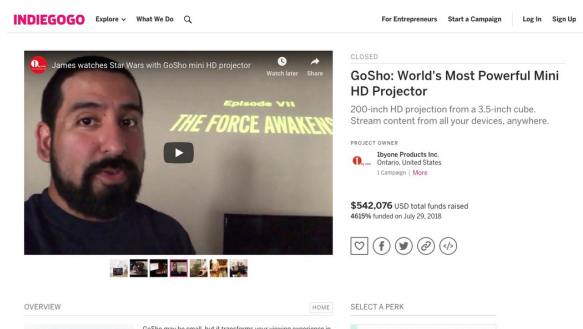 INDIEGOGO
Explore
What We Do
For Entrepreneurs
Start a Campaign
Log In
Sign Up
James watches Star Wars with GoSho mini HD projector
Watch later
Share
Episode VII
THE FORCE AWAKENS
CLOSED
GoSho: World's Most Powerful Mini
HD Projector
200-inch HD projection from a 3.5-inch cube.
Stream content from all your devices, anywhere.
PROJECT OWNER
1byone Products Inc.
Ontario, United States
1 Campaign | More
$542,076 USD total funds raised
4615% funded on July 29, 2018
OVERVIEW
HOME
SELECT A PERK
GoSho may be small, but it transforms your viewing experience in